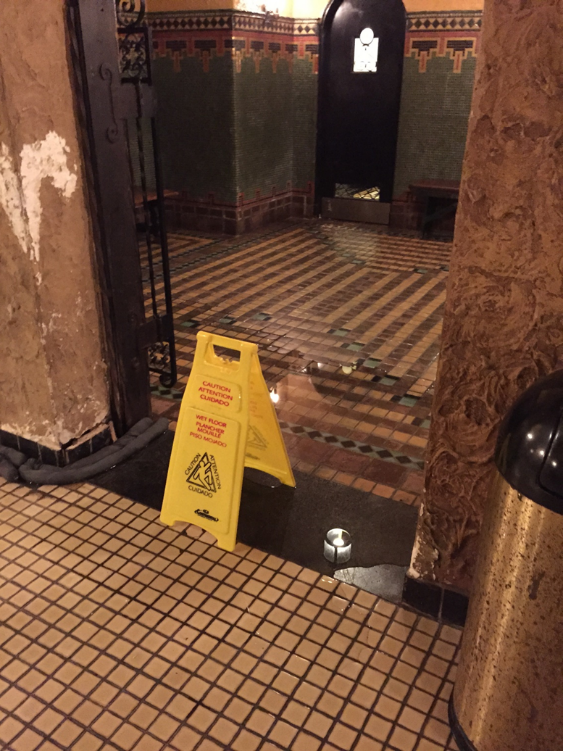 CAUTION
ATTENTION
CUIDADO
WET FLOOR
PLANCHER
MOUILLÉ
PISO MOJADO
CAUTION
ATTENTION
CUIDADO